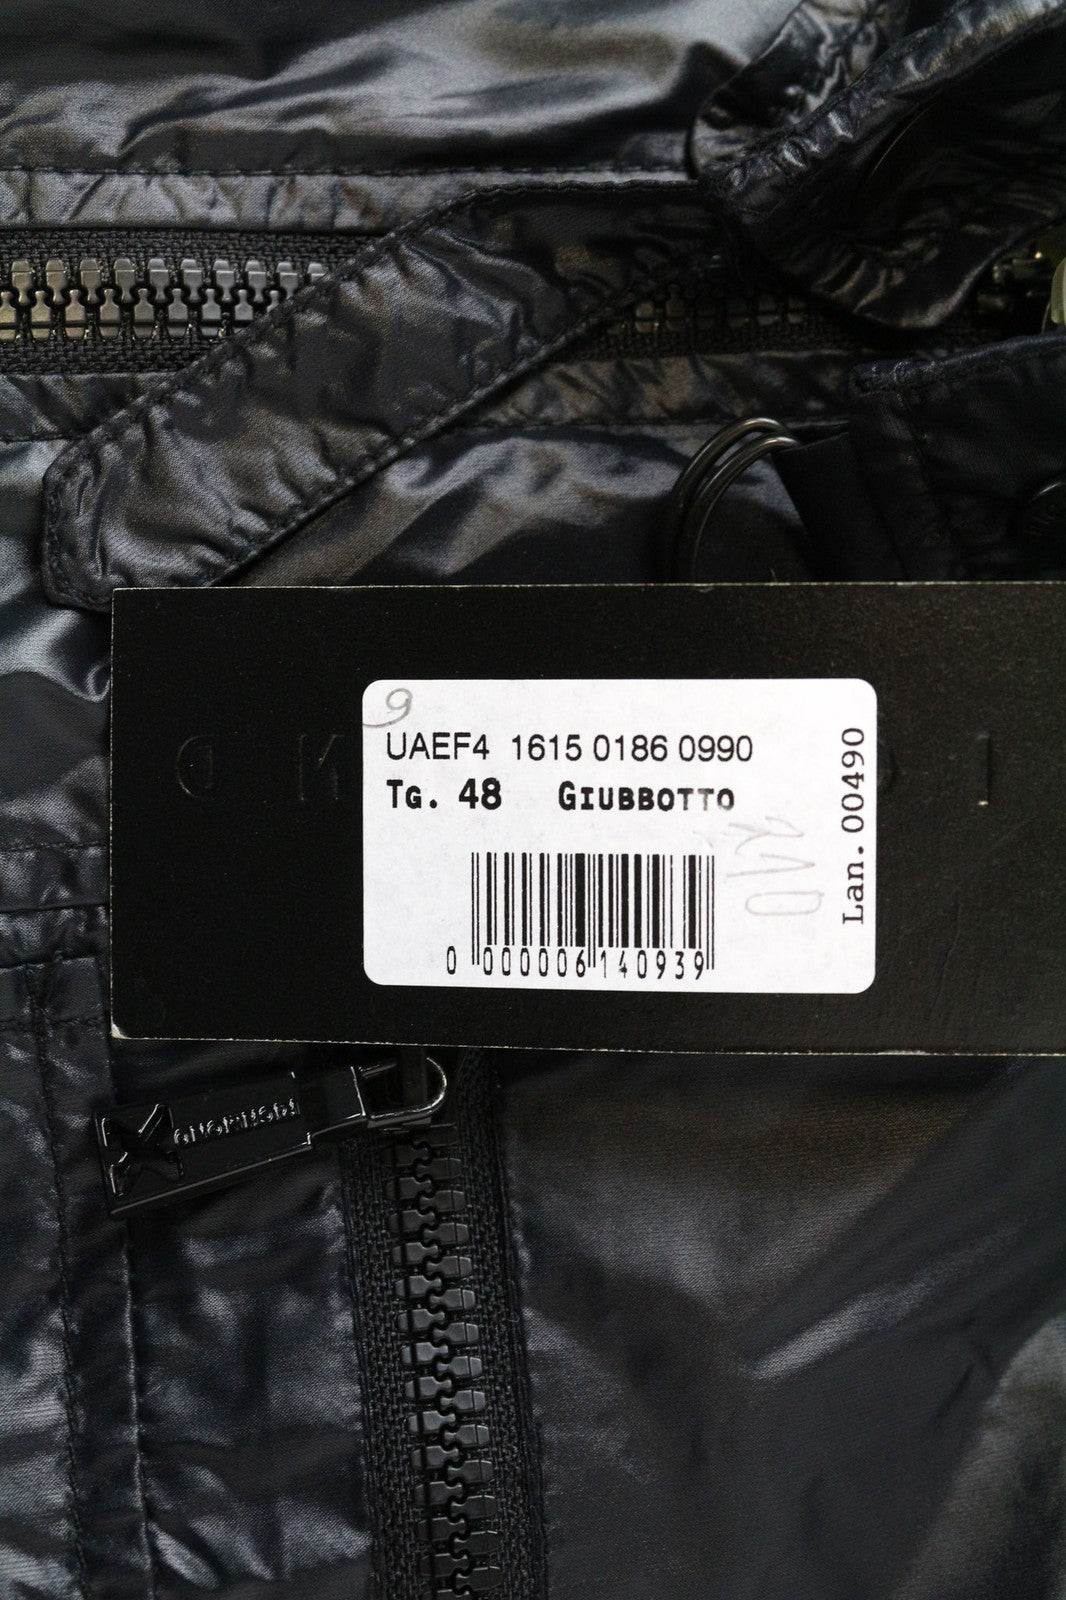 9
UAEF4 1615 0186 0990
Tg. 48 GIUBBOTTO
Lan. 00490
0 000006 140939